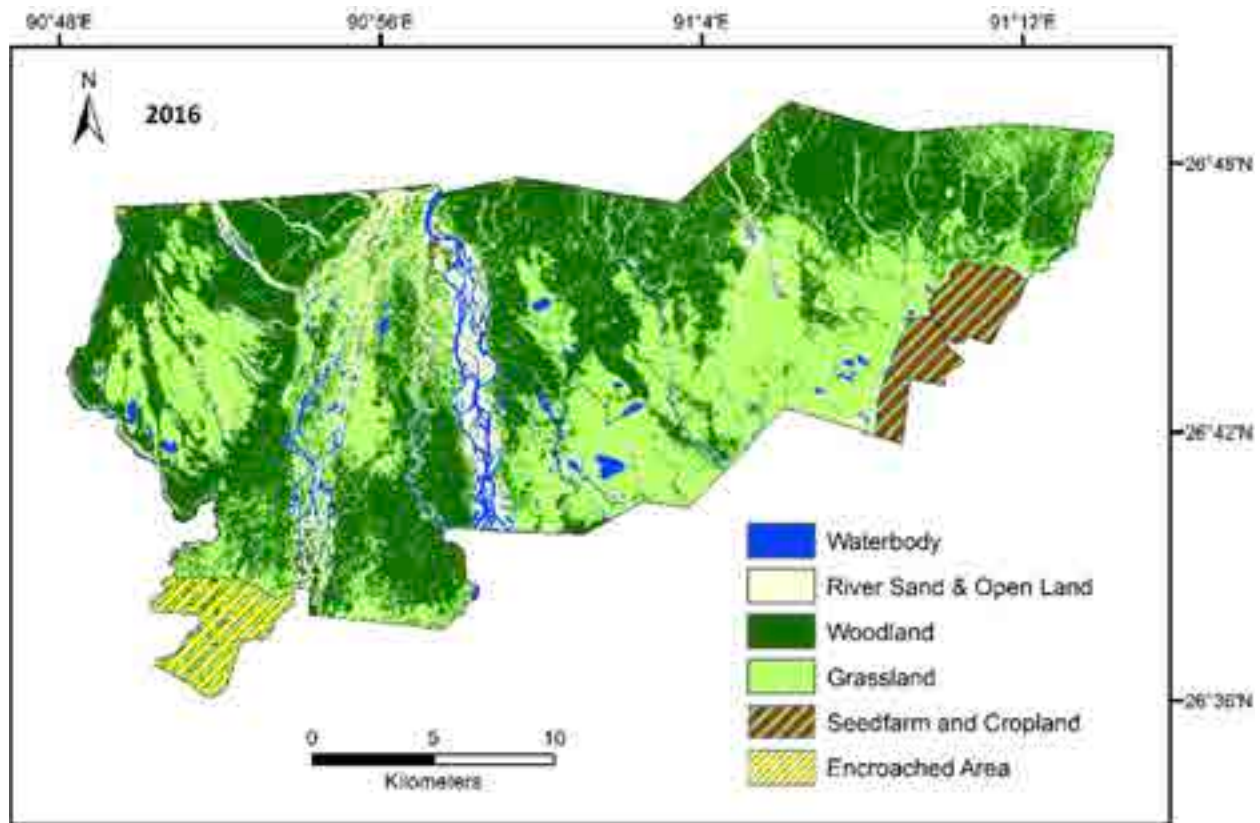 90°48'E 90°56'E 91°4'E 91°12'E
N
2016
26°48'N
26°42'N
26°36'N
Waterbody
River Sand & Open Land
Woodland
Grassland
Seedfarm and Cropland
Encroached Area
0 5 10
Kilometers